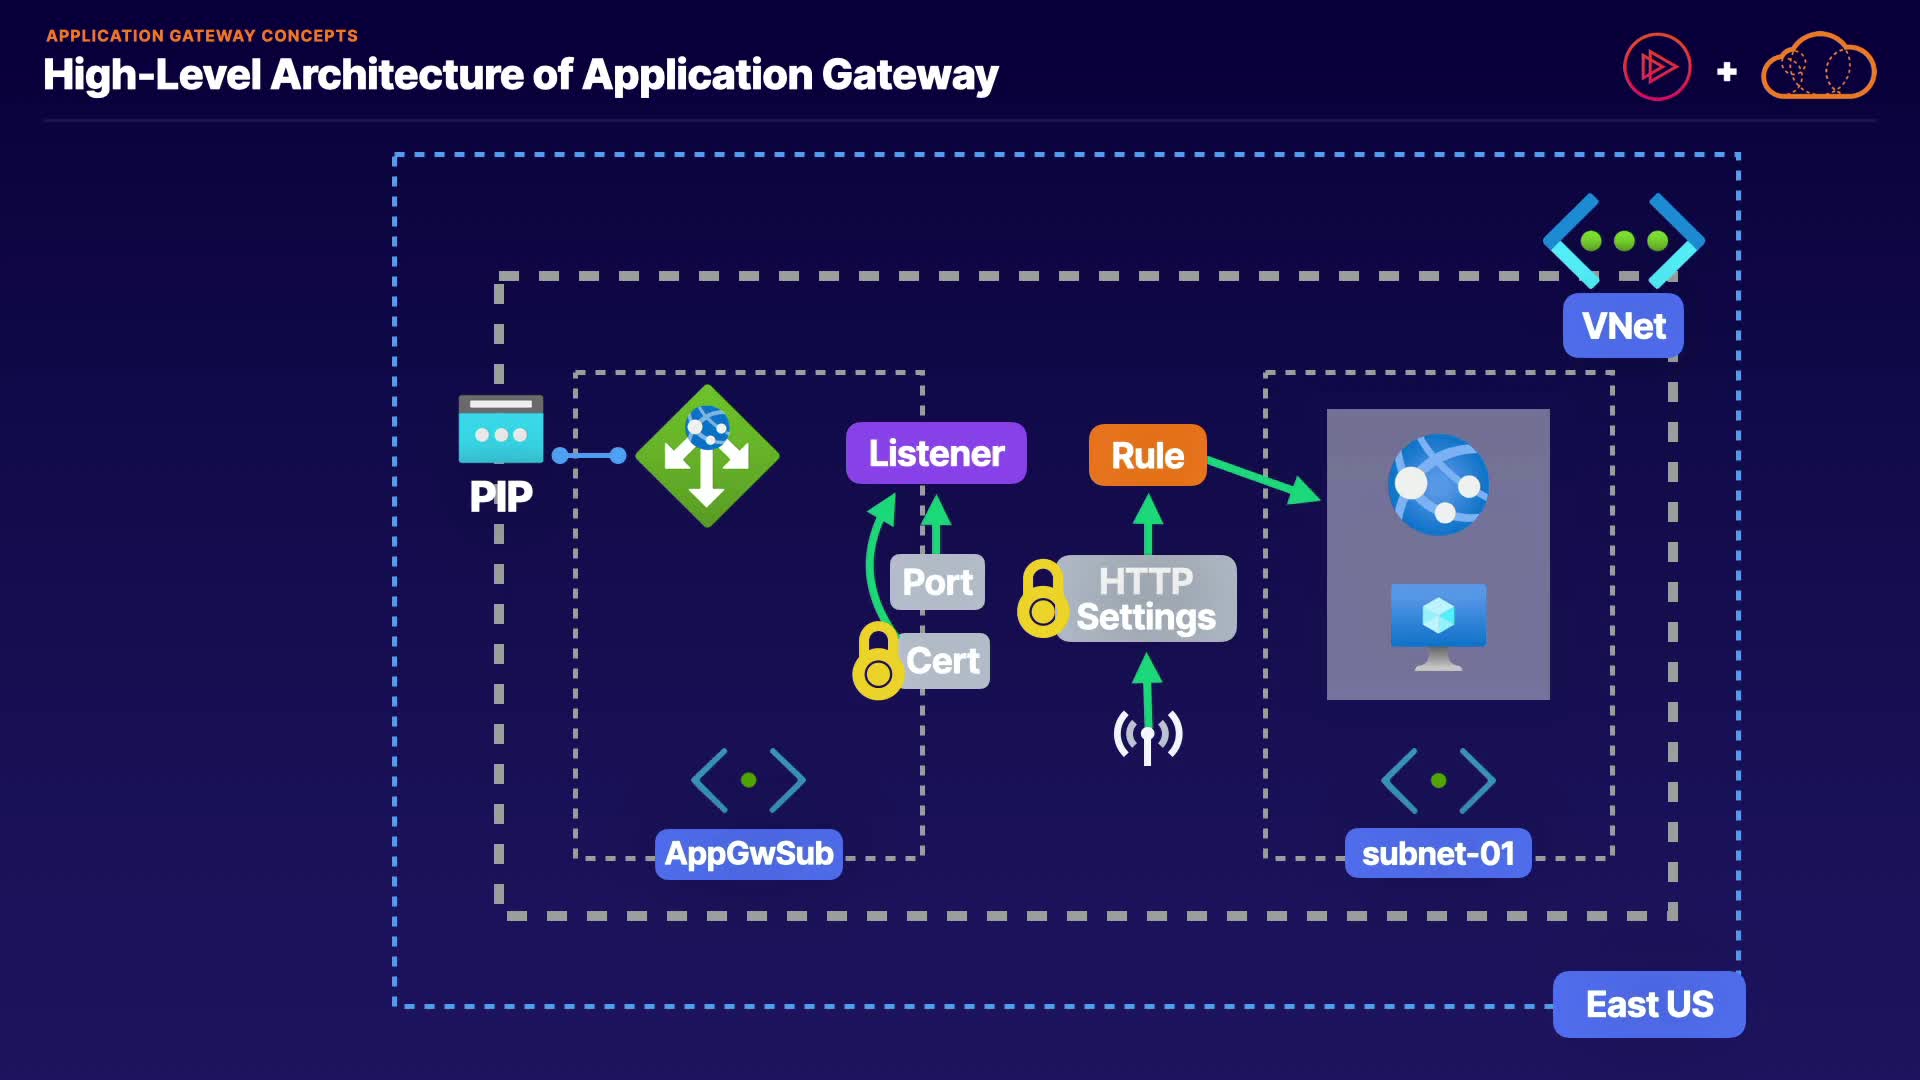 APPLICATION GATEWAY CONCEPTS
High-Level Architecture of Application Gateway
+
VNet
PIP
Listener
Rule
Port
HTTP
Settings
Cert
AppGwSub
subnet-01
East US